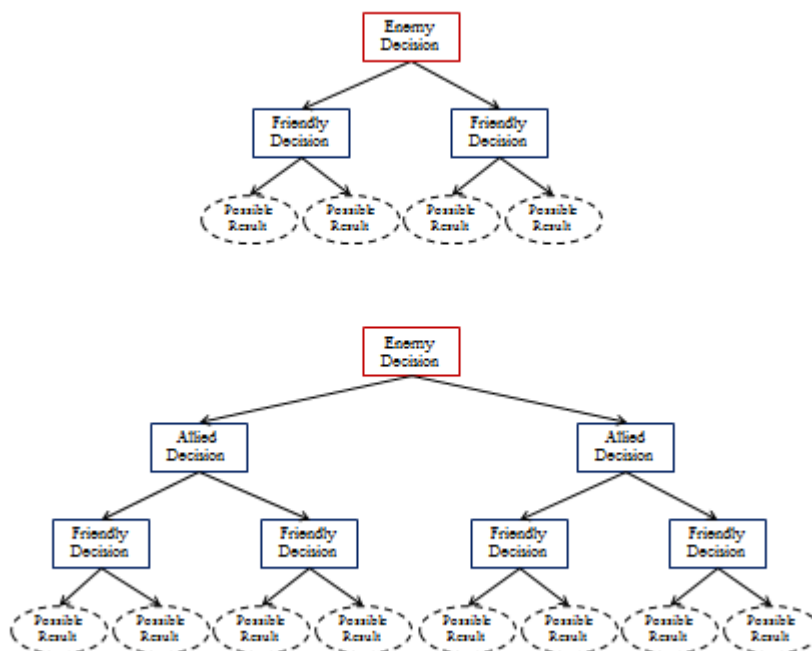 Enemy
Decision
Friendly
Decision
Friendly
Decision
Possible
Result
Possible
Result
Possible
Result
Possible
Result
Enemy
Decision
Allied
Decision
Allied
Decision
Friendly
Decision
Friendly
Decision
Friendly
Decision
Friendly
Decision
Possible
Result
Possible
Result
Possible
Result
Possible
Result
Possible
Result
Possible
Result
Possible
Result
Possible
Result